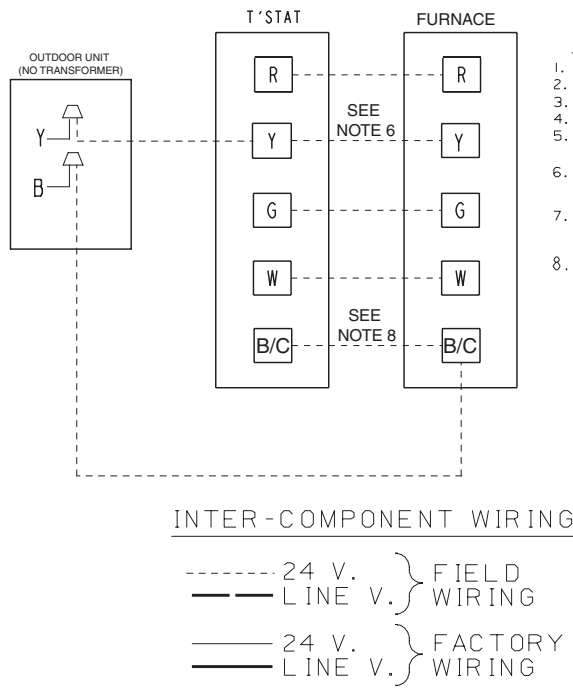 T'STAT
FURNACE
OUTDOOR UNIT
(NO TRANSFORMER)
Y
B
R
Y
G
W
B/C
SEE
NOTE 6
SEE
NOTE 8
R
Y
G
W
B/C
1.
2.
3.
4.
5.
6.
7.
8.
INTER-COMPONENT WIRING
24 V.
LINE V.
FIELD
WIRING
24 V.
LINE V.
FACTORY
WIRING